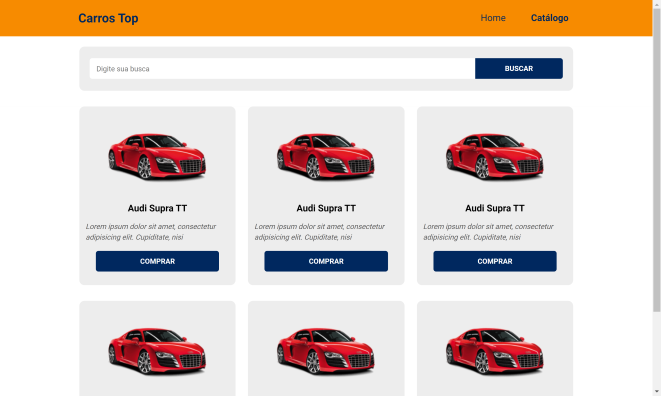 Carros Top
Home
Catálogo
Digite sua busca
BUSCAR
Audi Supra TT
Lorem ipsum dolor sit amet, consectetur
adipisicing elit. Cupiditate, nisi
COMPRAR
Audi Supra TT
Lorem ipsum dolor sit amet, consectetur
adipisicing elit. Cupiditate, nisi
COMPRAR
Audi Supra TT
Lorem ipsum dolor sit amet, consectetur
adipisicing elit. Cupiditate, nisi
COMPRAR